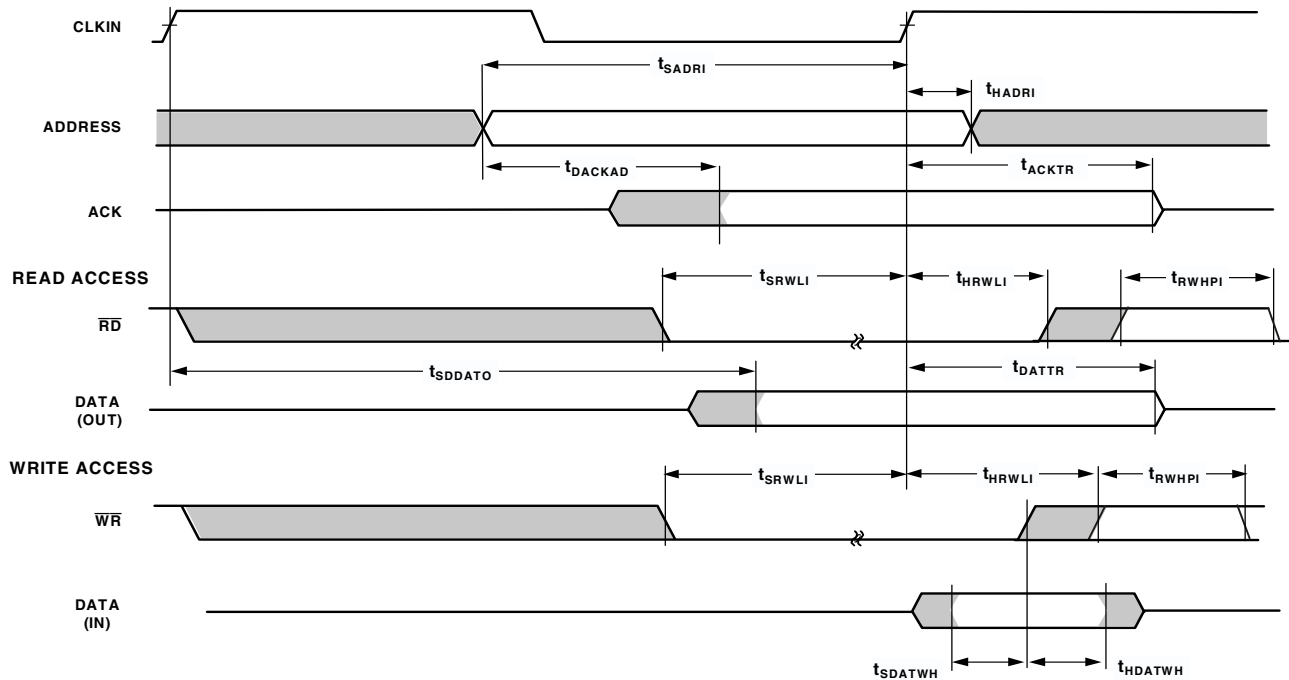 CLKIN
tSADRI
tHADRI
ADDRESS
tDACKAD
tACKTR
ACK
READ ACCESS
tSRWLI
tHRWLI
tRWHPI
RD
tSDDATO
tDATTR
DATA
(OUT)
WRITE ACCESS
tSRWLI
tHRWLI
tRWHPI
WR
DATA
(IN)
tSDATWH
tHDATWH